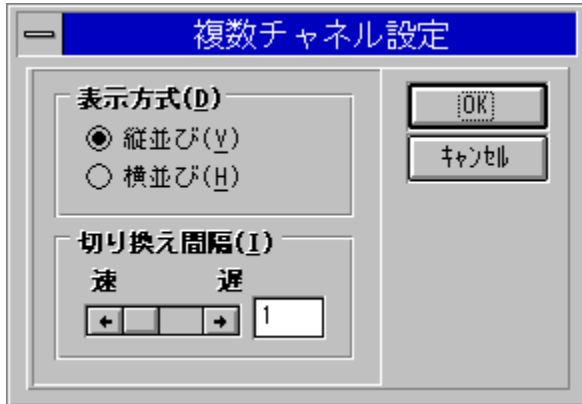 複数チャネル設定
表示方式(D)
縦並び(V)
横並び(H)
切り換え間隔(I)
速 遅
1
OK
ｷｬﾝｾﾙ